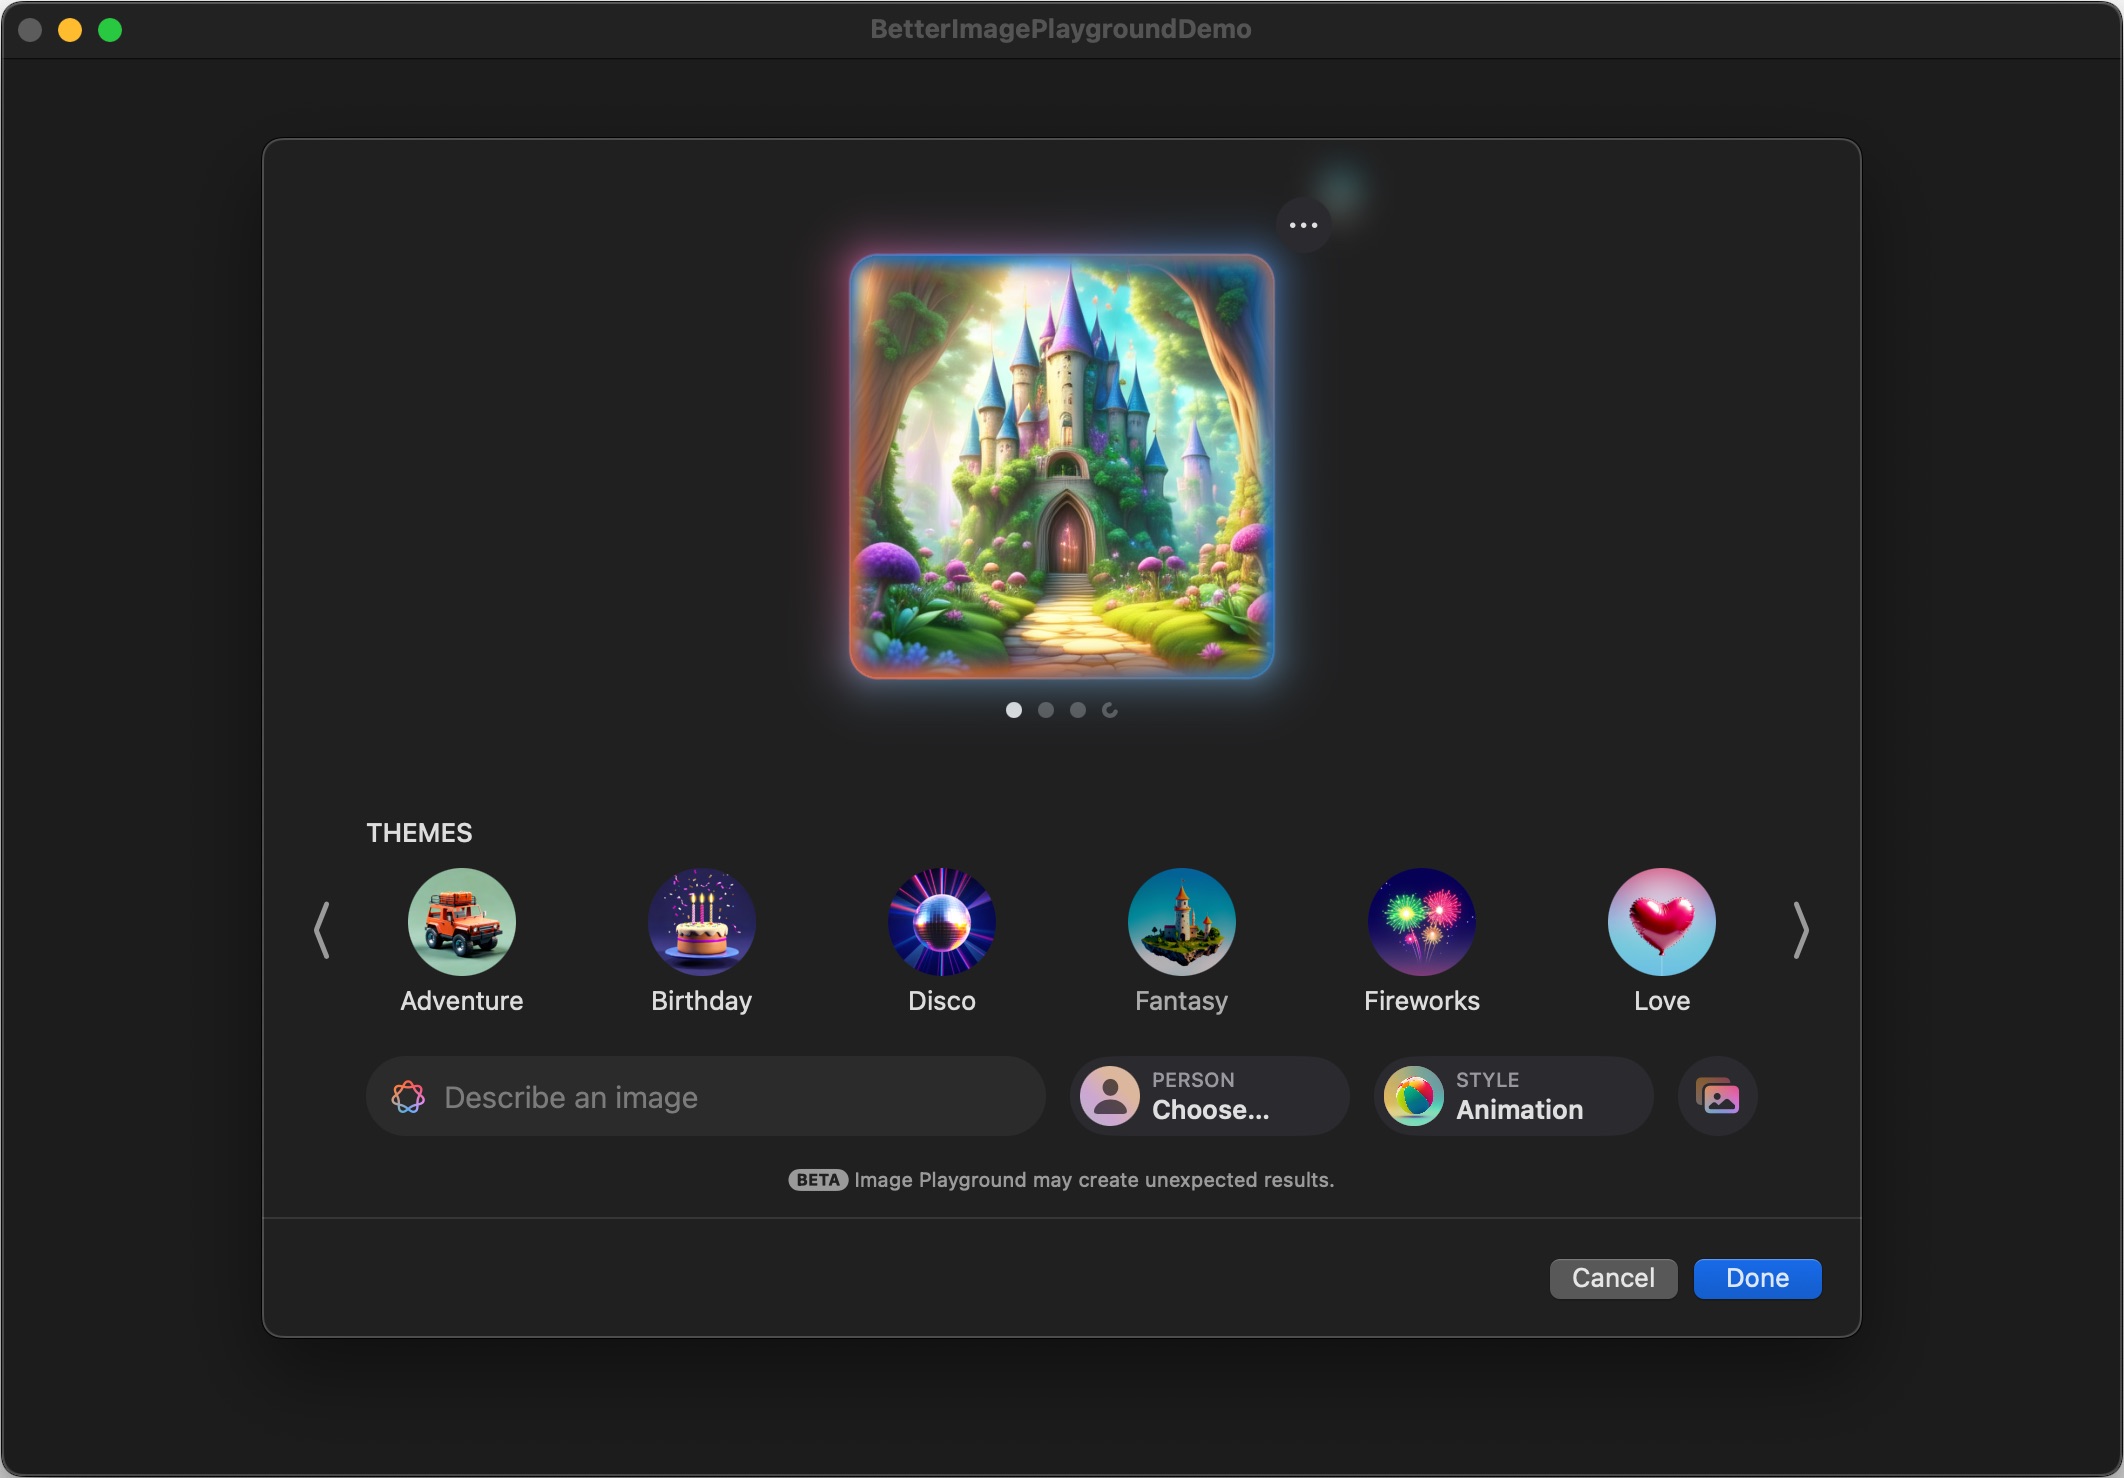 BetterImagePlaygroundDemo
THEMES
Adventure
Birthday
Disco
Fantasy
Fireworks
Love
Describe an image
PERSON
Choose...
STYLE
Animation
BETA Image Playground may create unexpected results.
Cancel
Done